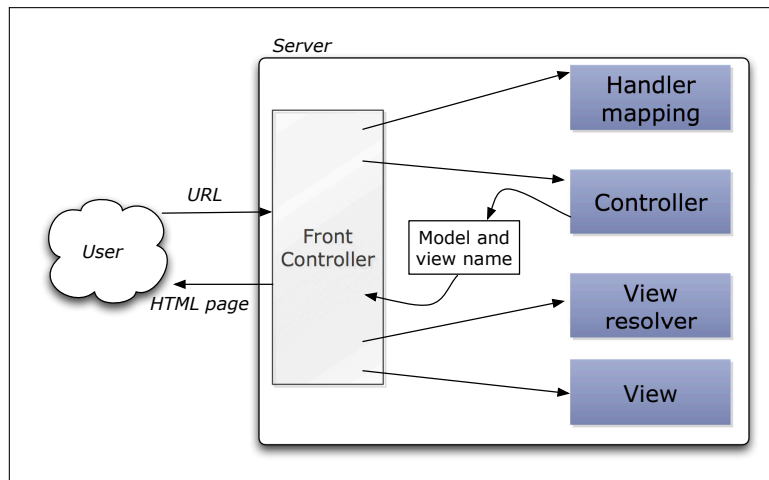 Server
Handler
mapping
URL
Controller
User
Front
Controller
Model and
view name
HTML page
View
resolver
View